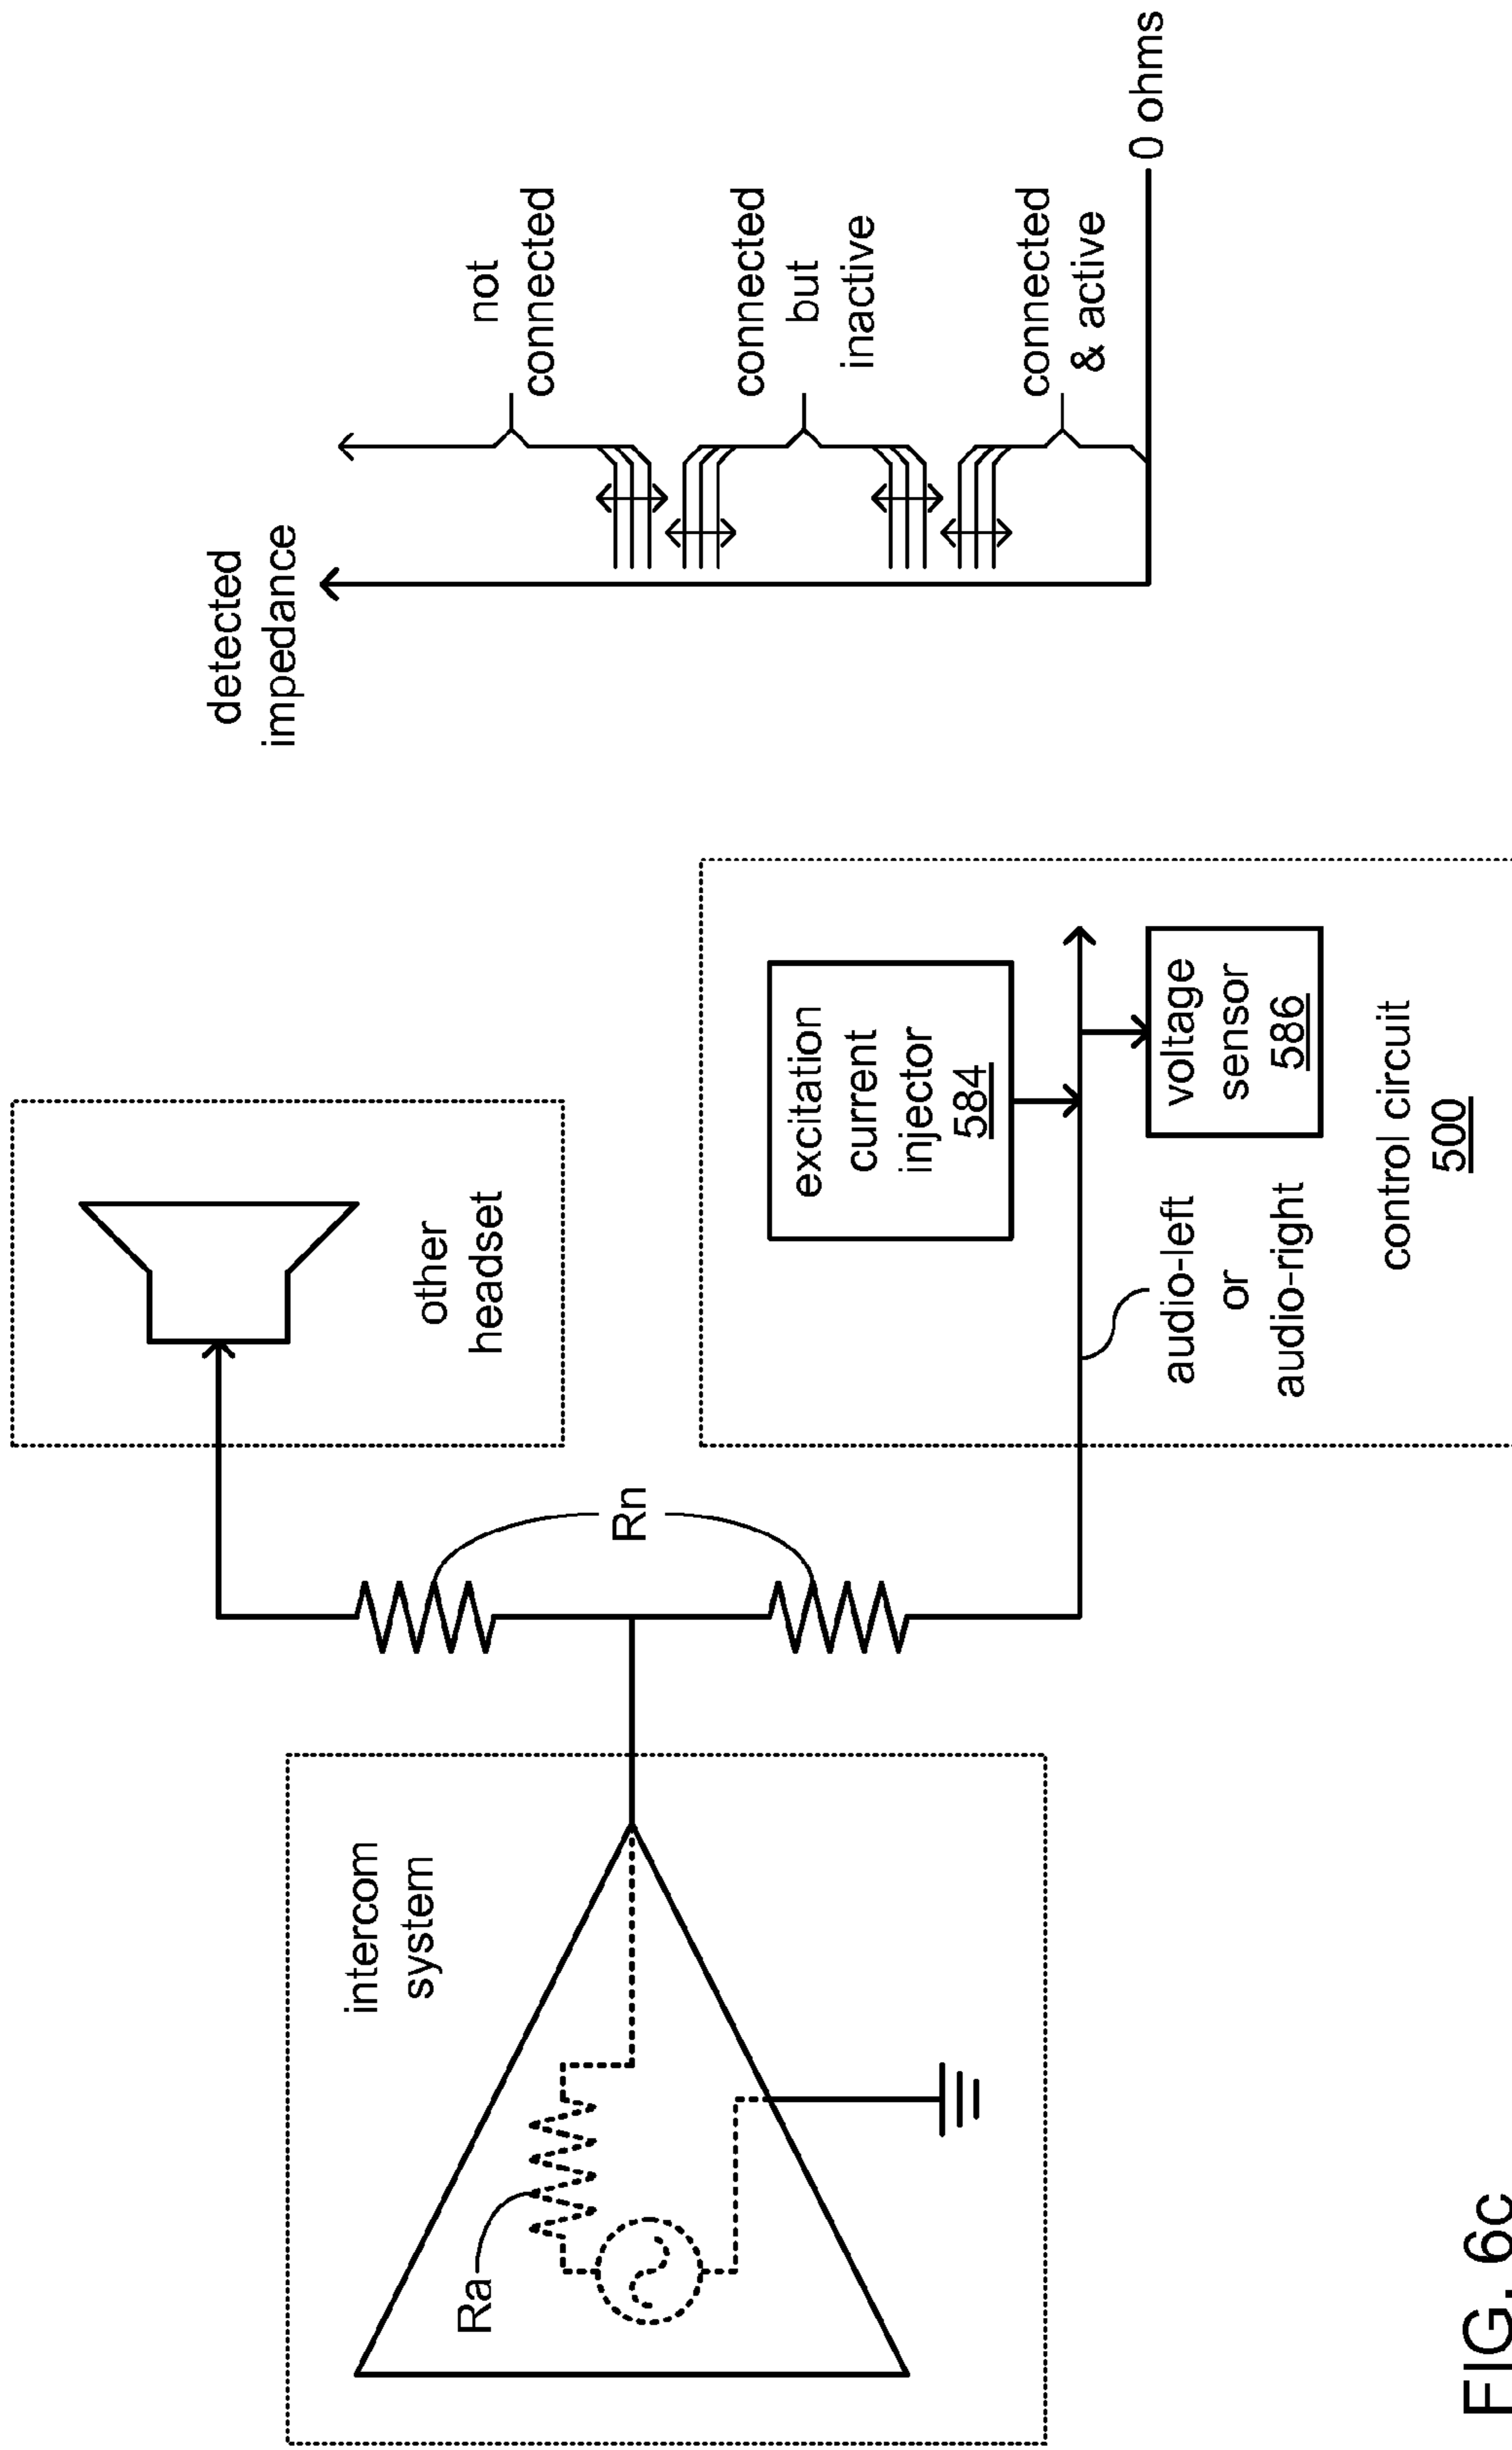 intercom
system
Ra
Rn
other
headset
excitation
current
injector
584
audio-left
or
audio-right
voltage
sensor
586
control circuit
500
detected
impedance
not
connected
connected
but
inactive
connected
& active
0 ohms
FIG. 6c